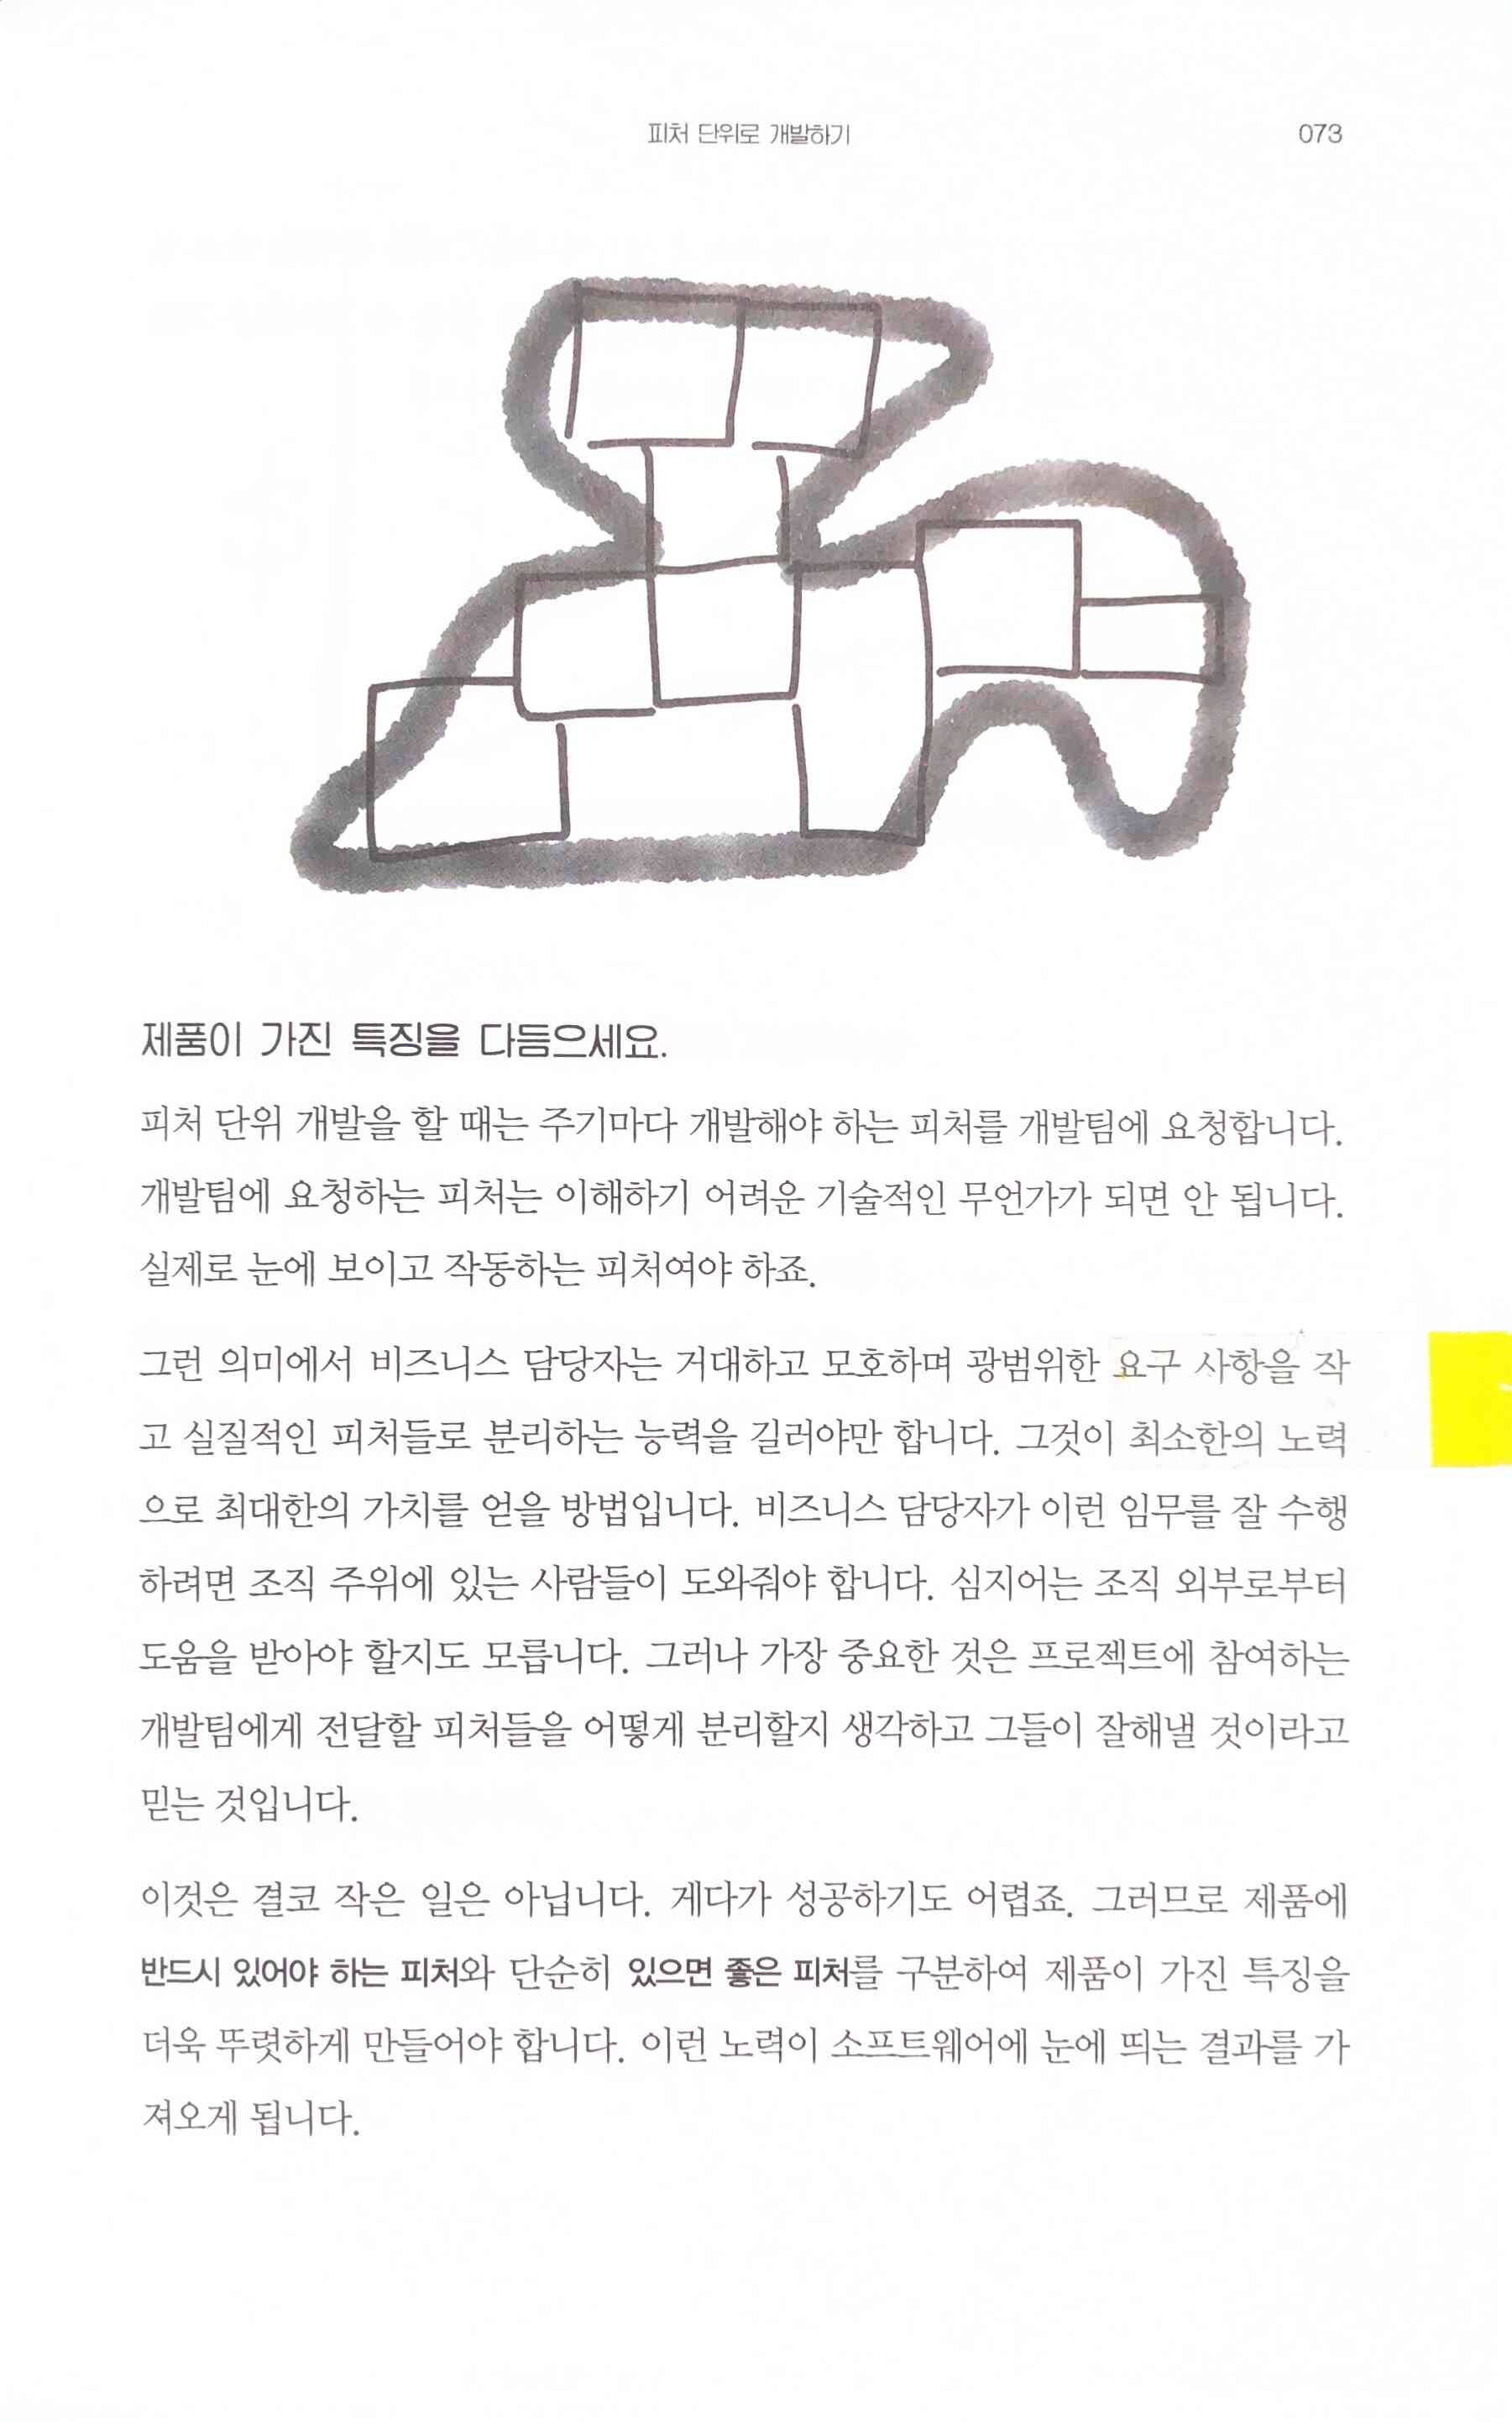 피처 단위로 개발하기
073
제품이 가진 특징을 다듬으세요.
피처 단위 개발을 할 때는 주기마다 개발해야 하는 피처를 개발팀에 요청합니다.
개발팀에 요청하는 피처는 이해하기 어려운 기술적인 무언가가 되면 안 됩니다.
실제로 눈에 보이고 작동하는 피처여야 하죠.
그런 의미에서 비즈니스 담당자는 거대하고 모호하며 광범위한 요구 사항을 작
고 실질적인 피처들로 분리하는 능력을 길러야만 합니다. 그것이 최소한의 노력
으로 최대한의 가치를 얻을 방법입니다. 비즈니스 담당자가 이런 임무를 잘 수행
하려면 조직 주위에 있는 사람들이 도와줘야 합니다. 심지어는 조직 외부로부터
도움을 받아야 할지도 모릅니다. 그러나 가장 중요한 것은 프로젝트에 참여하는
개발팀에게 전달할 피처들을 어떻게 분리할지 생각하고 그들이 잘해낼 것이라고
믿는 것입니다.
이것은 결코 작은 일은 아닙니다. 게다가 성공하기도 어렵죠. 그러므로 제품에
반드시 있어야 하는 피처와 단순히 있으면 좋은 피처를 구분하여 제품이 가진 특징을
더욱 뚜렷하게 만들어야 합니다. 이런 노력이 소프트웨어에 눈에 띄는 결과를 가
져오게 됩니다.